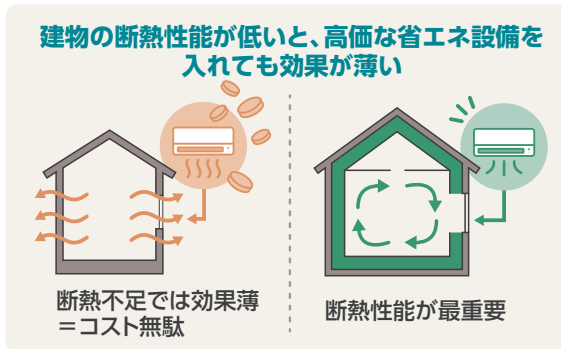 建物の断熱性能が低いと、高価な省エネ設備を
入れても効果が薄い
断熱不足では効果薄
＝コスト無駄
断熱性能が最重要